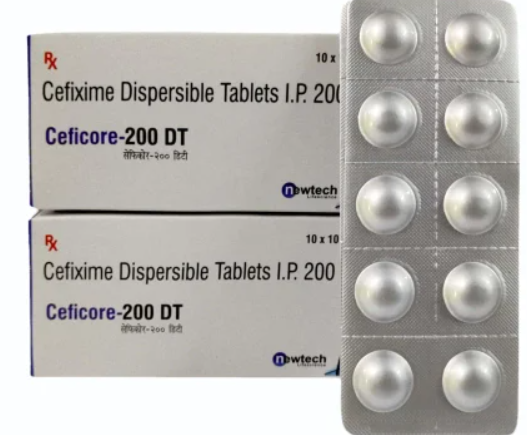 Rx
10 x
Cefixime Dispersible Tablets I.P. 200
Ceficore-200 DT
सेफिकोर-२०० डिटी
newtech
Rx
10 x 10
Cefixime Dispersible Tablets I.P. 200
Ceficore-200 DT
सेफिकोर-२०० डिटी
newtech